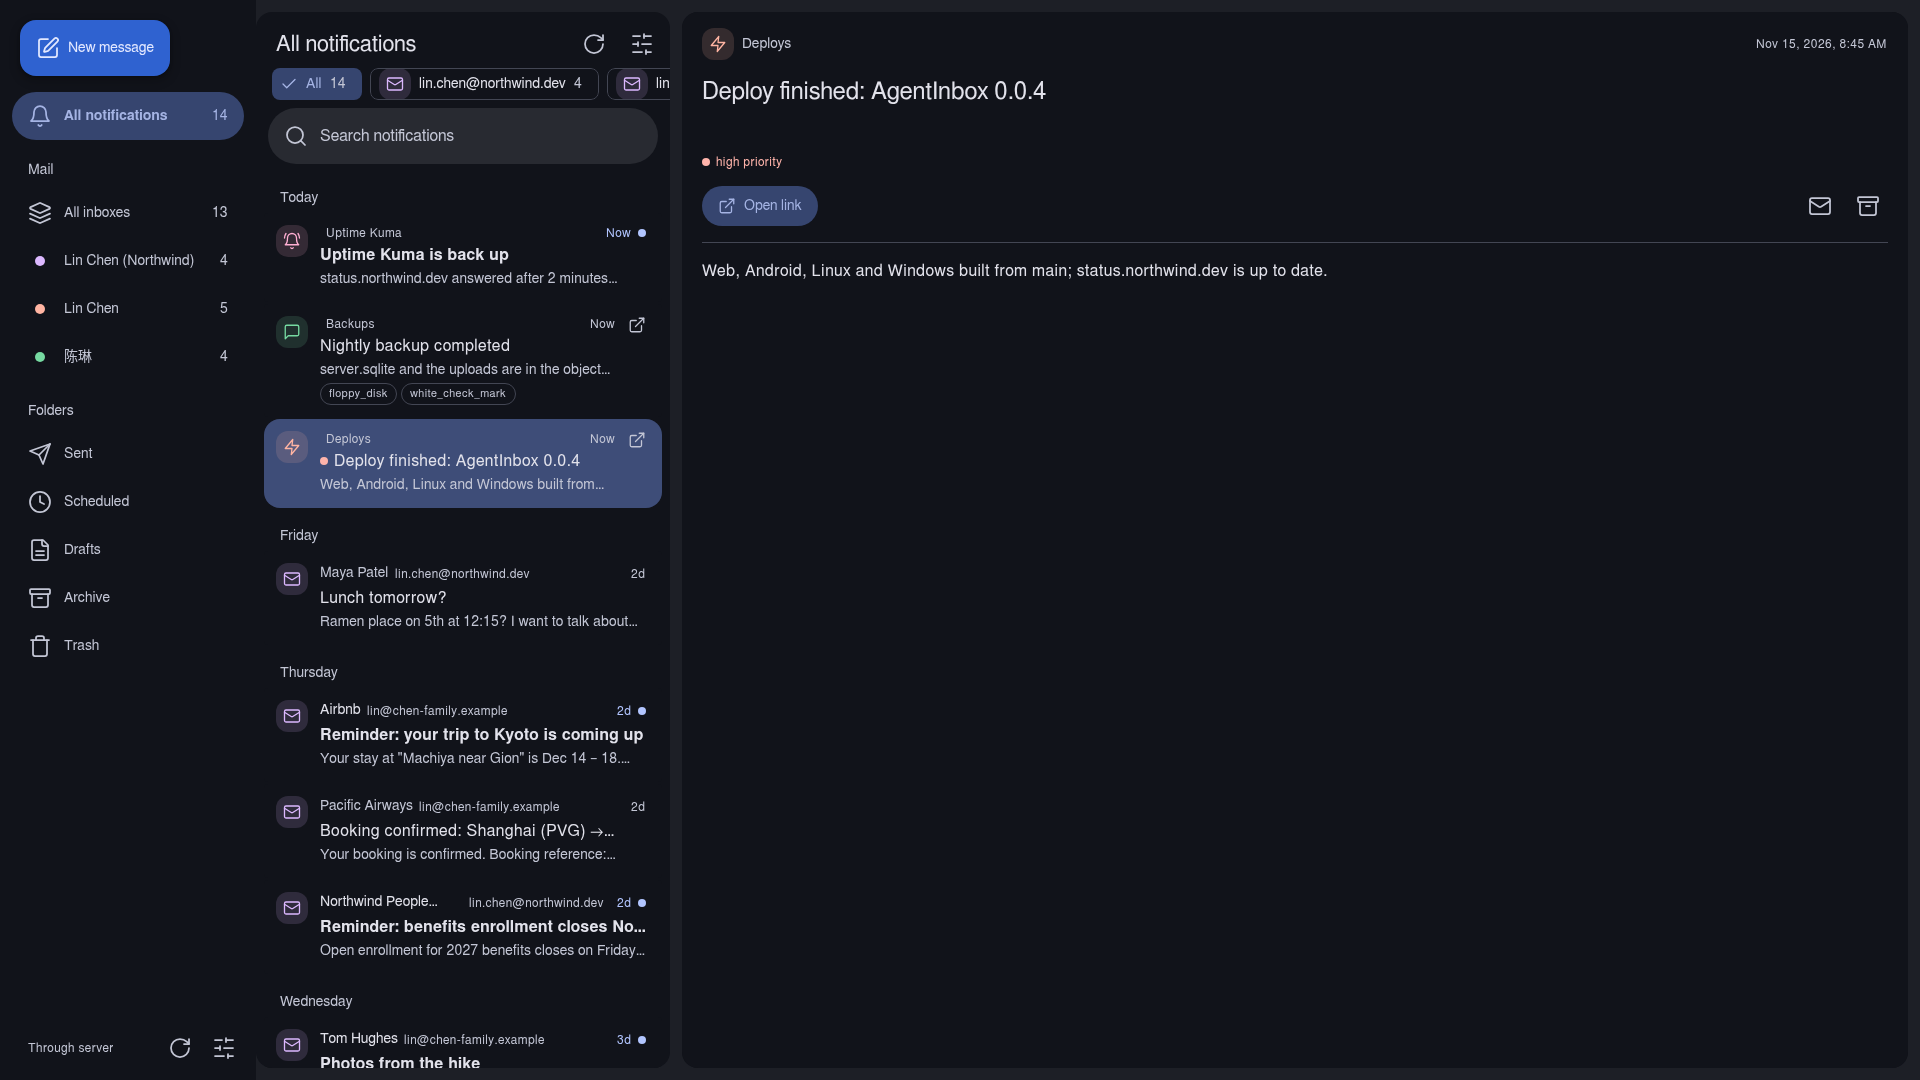 New message
All notifications 14
Mail
All inboxes 13
Lin Chen (Northwind) 4
Lin Chen 5
陈琳 4
Folders
Sent
Scheduled
Drafts
Archive
Trash
Through server
All notifications
All 14
lin.chen@northwind.dev 4
lin
Search notifications
Today
Uptime Kuma Now
Uptime Kuma is back up
status.northwind.dev answered after 2 minutes...
Backups Now
Nightly backup completed
server.sqlite and the uploads are in the object...
floppy_disk white_check_mark
Deploys Now
Deploy finished: AgentInbox 0.0.4
Web, Android, Linux and Windows built from...
Friday
Maya Patel lin.chen@northwind.dev 2d
Lunch tomorrow?
Ramen place on 5th at 12:15? I want to talk about...
Thursday
Airbnb lin@chen-family.example 2d
Reminder: your trip to Kyoto is coming up
Your stay at "Machiya near Gion" is Dec 14 – 18....
Pacific Airways lin@chen-family.example 2d
Booking confirmed: Shanghai (PVG) →...
Your booking is confirmed. Booking reference:...
Northwind People... lin.chen@northwind.dev 2d
Reminder: benefits enrollment closes No...
Open enrollment for 2027 benefits closes on Friday...
Wednesday
Tom Hughes lin@chen-family.example 3d
Photos from the hike
Deploys
Nov 15, 2026, 8:45 AM
Deploy finished: AgentInbox 0.0.4
high priority
Open link
Web, Android, Linux and Windows built from main; status.northwind.dev is up to date.